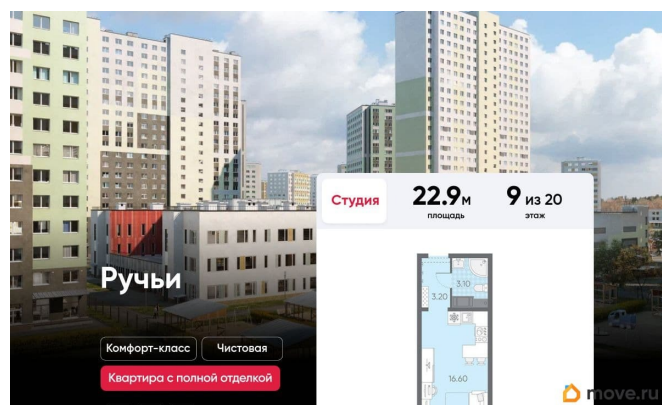 Студия
22.9 м
площадь
9 из 20
этаж
3.10
3.20
16.60
Ручьи
Комфорт-класс
Чистовая
Квартира с полной отделкой
move.ru